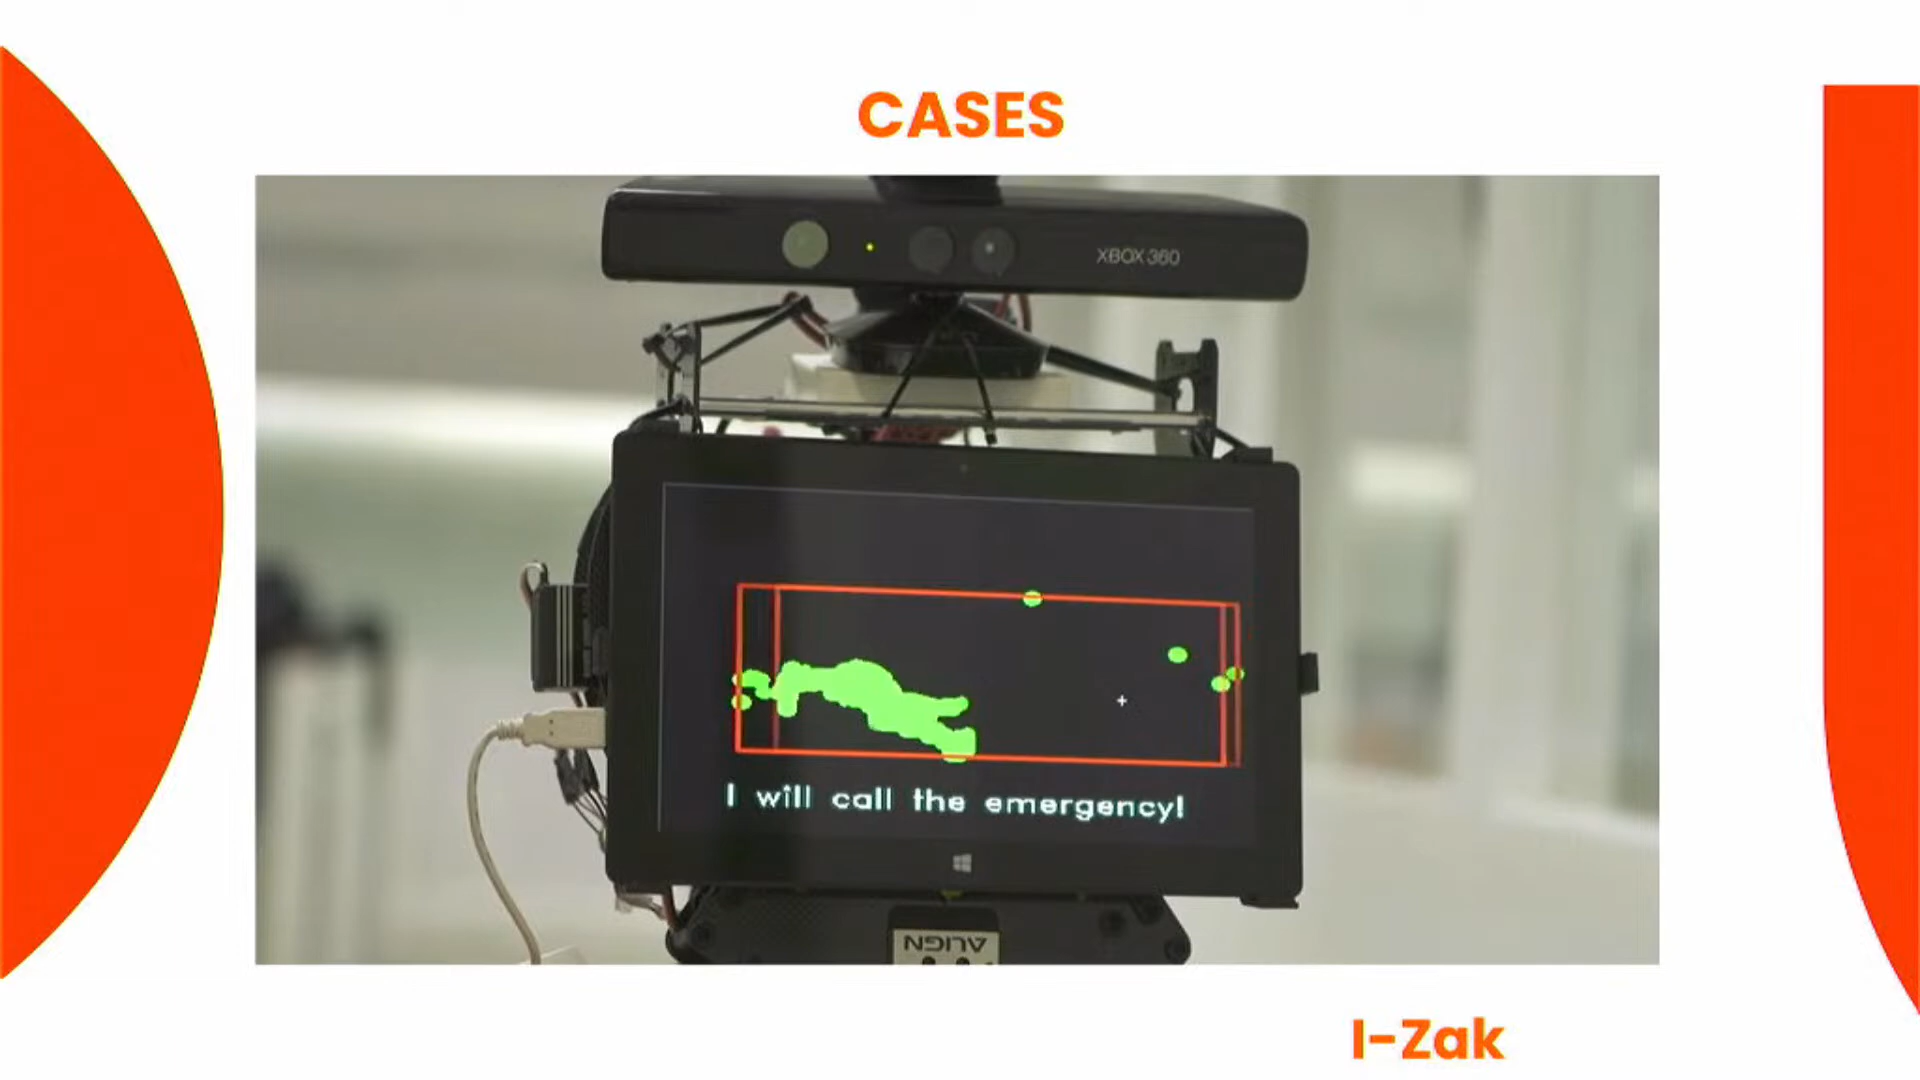 CASES
XBOX 360
I will call the emergency!
ALIGN
I-Zak